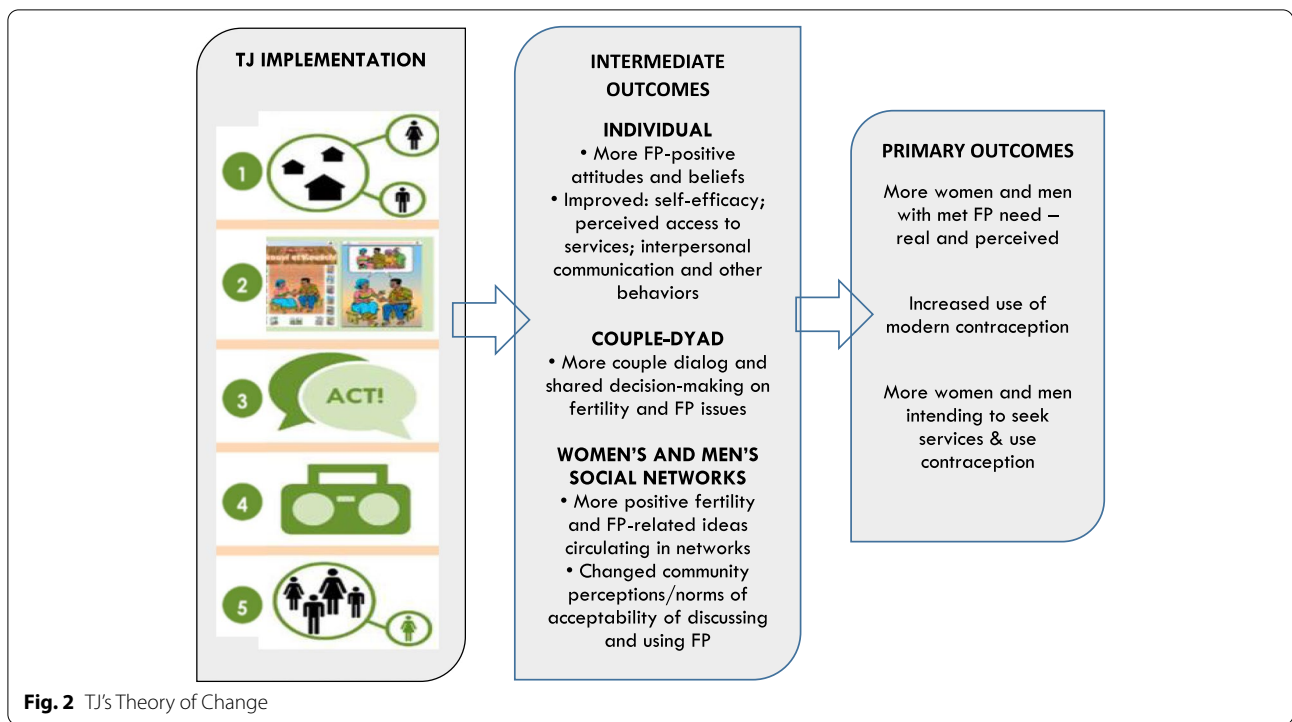 TJ IMPLEMENTATION
1
2
3
ACT!
4
5
INTERMEDIATE
OUTCOMES
INDIVIDUAL
• More FP-positive
attitudes and beliefs
• Improved: self-efficacy;
perceived access to
services; interpersonal
communication and other
behaviors
COUPLE-DYAD
• More couple dialog and
shared decision-making on
fertility and FP issues
WOMEN'S AND MEN'S
SOCIAL NETWORKS
• More positive fertility
and FP-related ideas
circulating in networks
• Changed community
perceptions/norms of
acceptability of discussing
and using FP
PRIMARY OUTCOMES
More women and men
with met FP need –
real and perceived
Increased use of
modern contraception
More women and men
intending to seek
services & use
contraception
Fig. 2 TJ's Theory of Change